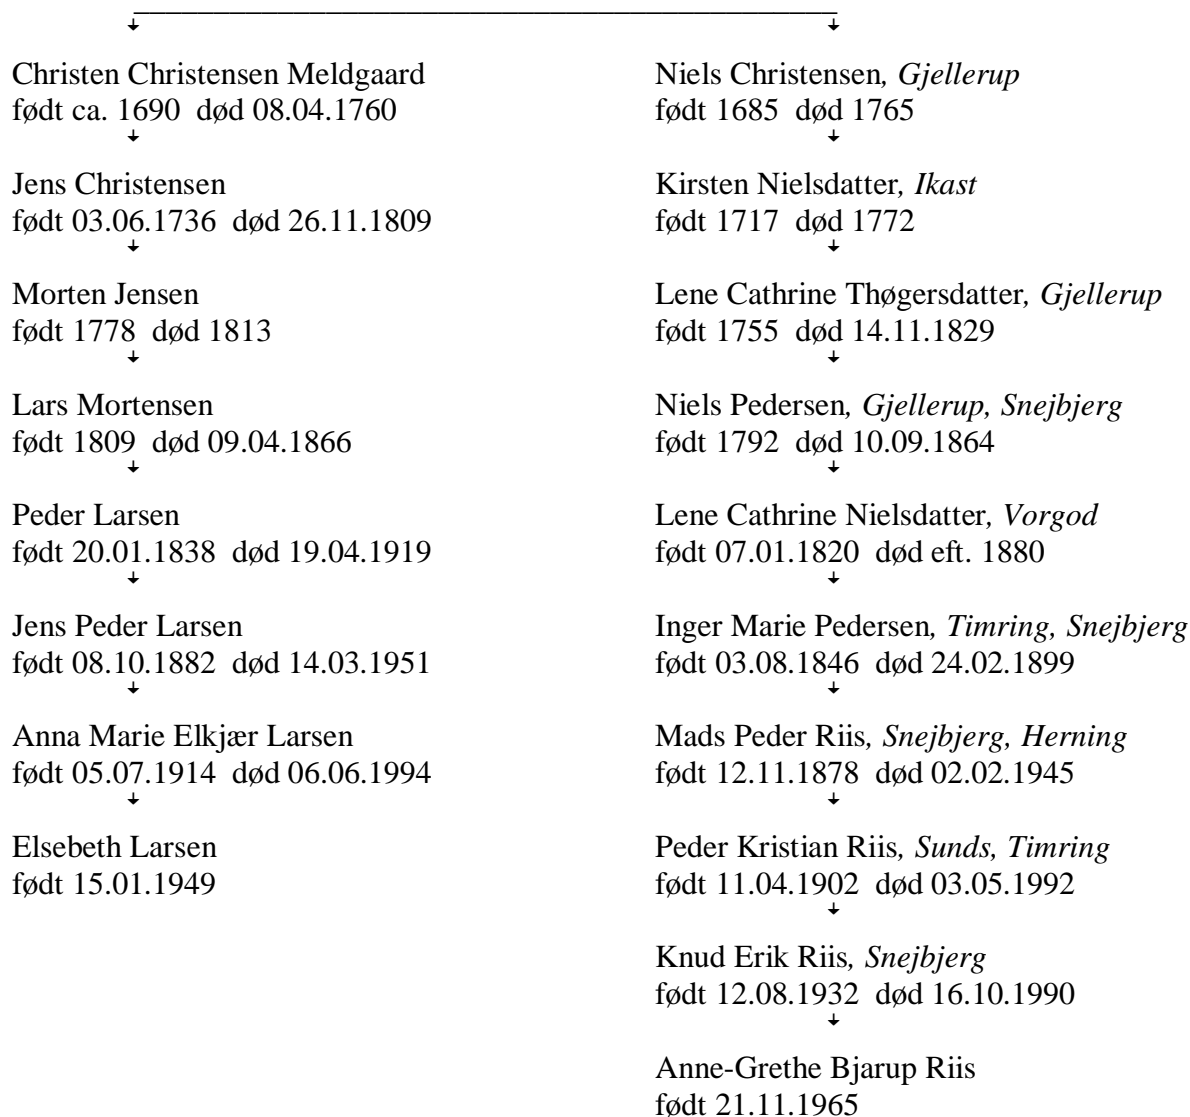 Christen Christensen Meldgaard
født ca. 1690  død 08.04.1760
Jens Christensen
født 03.06.1736  død 26.11.1809
Morten Jensen
født 1778  død 1813
Lars Mortensen
født 1809  død 09.04.1866
Peder Larsen
født 20.01.1838  død 19.04.1919
Jens Peder Larsen
født 08.10.1882  død 14.03.1951
Anna Marie Elkjær Larsen
født 05.07.1914  død 06.06.1994
Elsebeth Larsen
født 15.01.1949
Niels Christensen, Gjellerup
født 1685  død 1765
Kirsten Nielsdatter, Ikast
født 1717  død 1772
Lene Cathrine Thøgersdatter, Gjellerup
født 1755  død 14.11.1829
Niels Pedersen, Gjellerup, Snejbjerg
født 1792  død 10.09.1864
Lene Cathrine Nielsdatter, Vorgod
født 07.01.1820  død eft. 1880
Inger Marie Pedersen, Timring, Snejbjerg
født 03.08.1846  død 24.02.1899
Mads Peder Riis, Snejbjerg, Herning
født 12.11.1878  død 02.02.1945
Peder Kristian Riis, Sunds, Timring
født 11.04.1902  død 03.05.1992
Knud Erik Riis, Snejbjerg
født 12.08.1932  død 16.10.1990
Anne-Grethe Bjarup Riis
født 21.11.1965